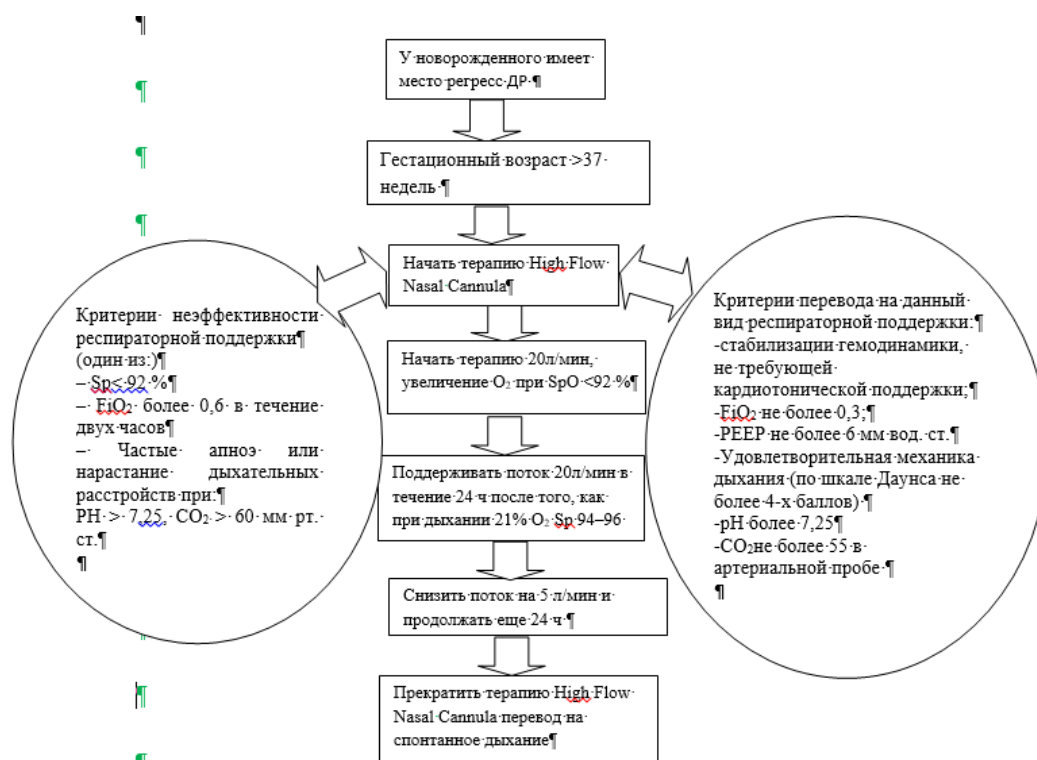 У новорожденного имеет
место регресс ДР
Гестационный возраст >37
недель
Начать терапию High Flow
Nasal Cannula
Начать терапию 20л/мин,
увеличение О₂ при SpO <92 %
Поддерживать поток 20л/мин в
течение 24 ч после того, как
при дыхании 21% О₂ Sp 94–96
Снизить поток на 5 л/мин и
продолжать еще 24 ч
Прекратить терапию High Flow
Nasal Cannula перевод на
спонтанное дыхание
Критерии неэффективности
респираторной поддержки
(один из:)
– Sp< 92 %
– FiO₂ более 0,6 в течение
двух часов
– Частые апноэ или
нарастание дыхательных
расстройств при:
PH > 7,25, CO₂ > 60 мм рт.
ст.
Критерии перевода на данный
вид респираторной поддержки:
-стабилизации гемодинамики,
не требующей
кардиотонической поддержки;
-FiO₂ не более 0,3;
-PEEP не более 6 мм вод. ст.
-Удовлетворительная механика
дыхания (по шкале Даунса не
более 4-х баллов)
-pH более 7,25
-CO₂не более 55 в
артериальной пробе